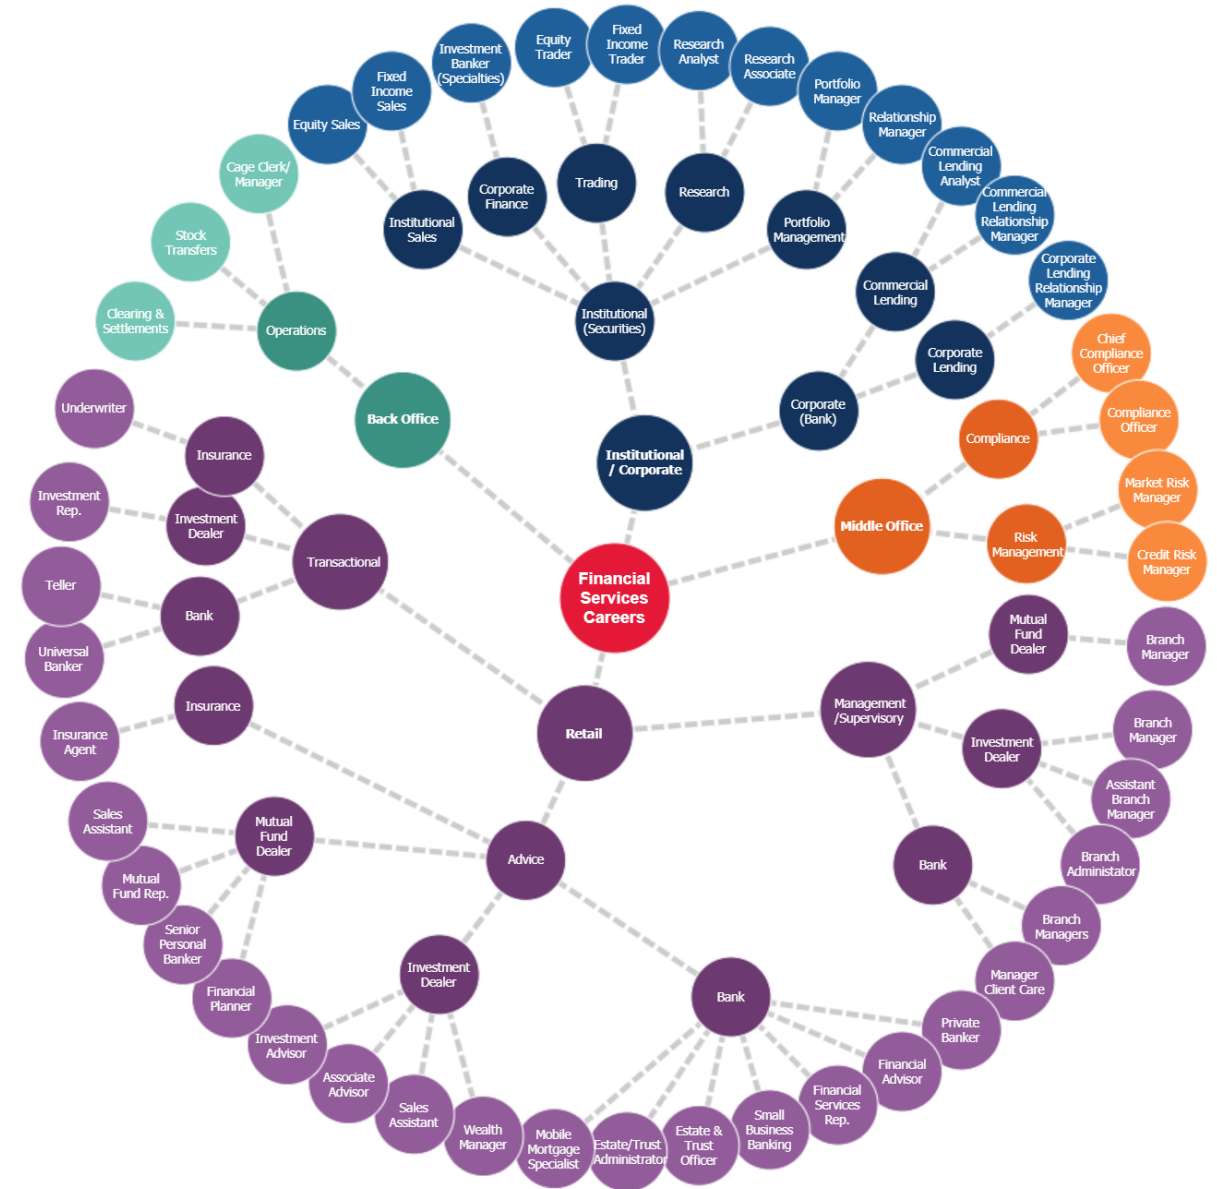 Fixed
Income
Trader
Equity
Trader
Research
Analyst
Investment
Banker
(Specialties)
Research
Associate
Fixed
Income
Sales
Portfolio
Manager
Equity Sales
Relationship
Manager
Cage Clerk/
Manager
Commercial
Lending
Analyst
Commercial
Lending
Relationship
Manager
Stock
Transfers
Corporate
Lending
Relationship
Manager
Clearing &
Settlements
Institutional
Sales
Corporate
Finance
Trading
Research
Portfolio
Management
Operations
Institutional
(Securities)
Commercial
Lending
Corporate
Lending
Chief
Compliance
Officer
Underwriter
Back Office
Corporate
(Bank)
Compliance
Compliance
Officer
Insurance
Institutional
/ Corporate
Market Risk
Manager
Investment
Rep.
Investment
Dealer
Middle Office
Risk
Management
Credit Risk
Manager
Transactional
Financial
Services
Careers
Teller
Bank
Universal
Banker
Mutual
Fund
Dealer
Branch
Manager
Insurance
Insurance
Agent
Retail
Management
/Supervisory
Investment
Dealer
Branch
Manager
Assistant
Branch
Manager
Sales
Assistant
Mutual
Fund
Dealer
Advice
Bank
Branch
Administator
Mutual
Fund Rep.
Branch
Managers
Senior
Personal
Banker
Investment
Dealer
Bank
Manager
Client Care
Financial
Planner
Private
Banker
Investment
Advisor
Financial
Advisor
Associate
Advisor
Financial
Services
Rep.
Sales
Assistant
Small
Business
Banking
Wealth
Manager
Mobile
Mortgage
Specialist
Estate/Trust
Administrator
Estate &
Trust
Officer